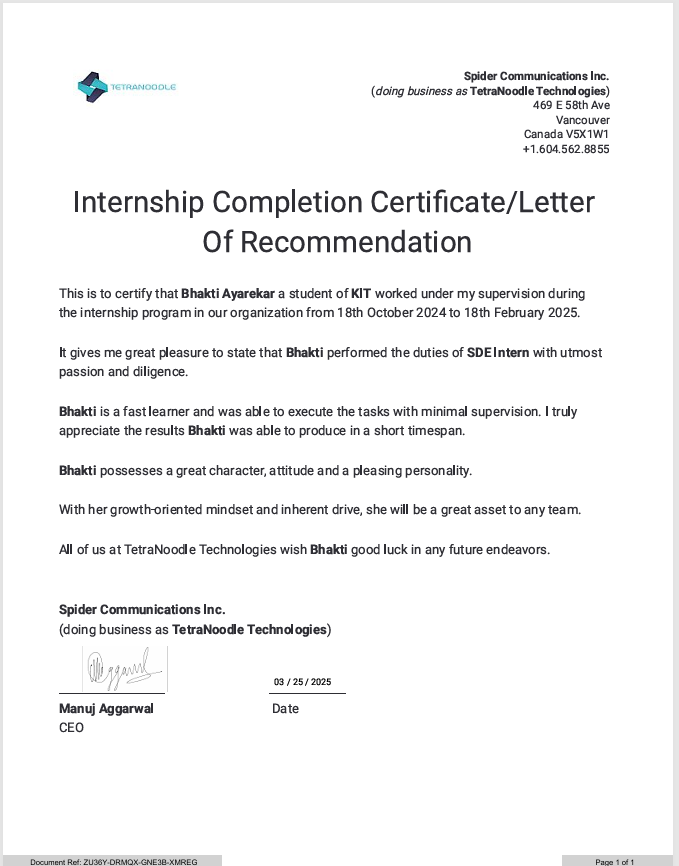 TETRANOODLE
Spider Communications Inc.
(doing business as TetraNoodle Technologies)
469 E 58th Ave
Vancouver
Canada V5X1W1
+1.604.562.8855
Internship Completion Certificate/Letter
Of Recommendation
This is to certify that Bhakti Ayarekar a student of KIT worked under my supervision during
the internship program in our organization from 18th October 2024 to 18th February 2025.
It gives me great pleasure to state that Bhakti performed the duties of SDE Intern with utmost
passion and diligence.
Bhakti is a fast learner and was able to execute the tasks with minimal supervision. I truly
appreciate the results Bhakti was able to produce in a short timespan.
Bhakti possesses a great character, attitude and a pleasing personality.
With her growth-oriented mindset and inherent drive, she will be a great asset to any team.
All of us at TetraNoodle Technologies wish Bhakti good luck in any future endeavors.
Spider Communications Inc.
(doing business as TetraNoodle Technologies)
MAggarwal
03 / 25 / 2025
Manuj Aggarwal
Date
CEO
Document Ref: ZU36Y-DRMQX-GNE3B-XMREG
Page 1 of 1